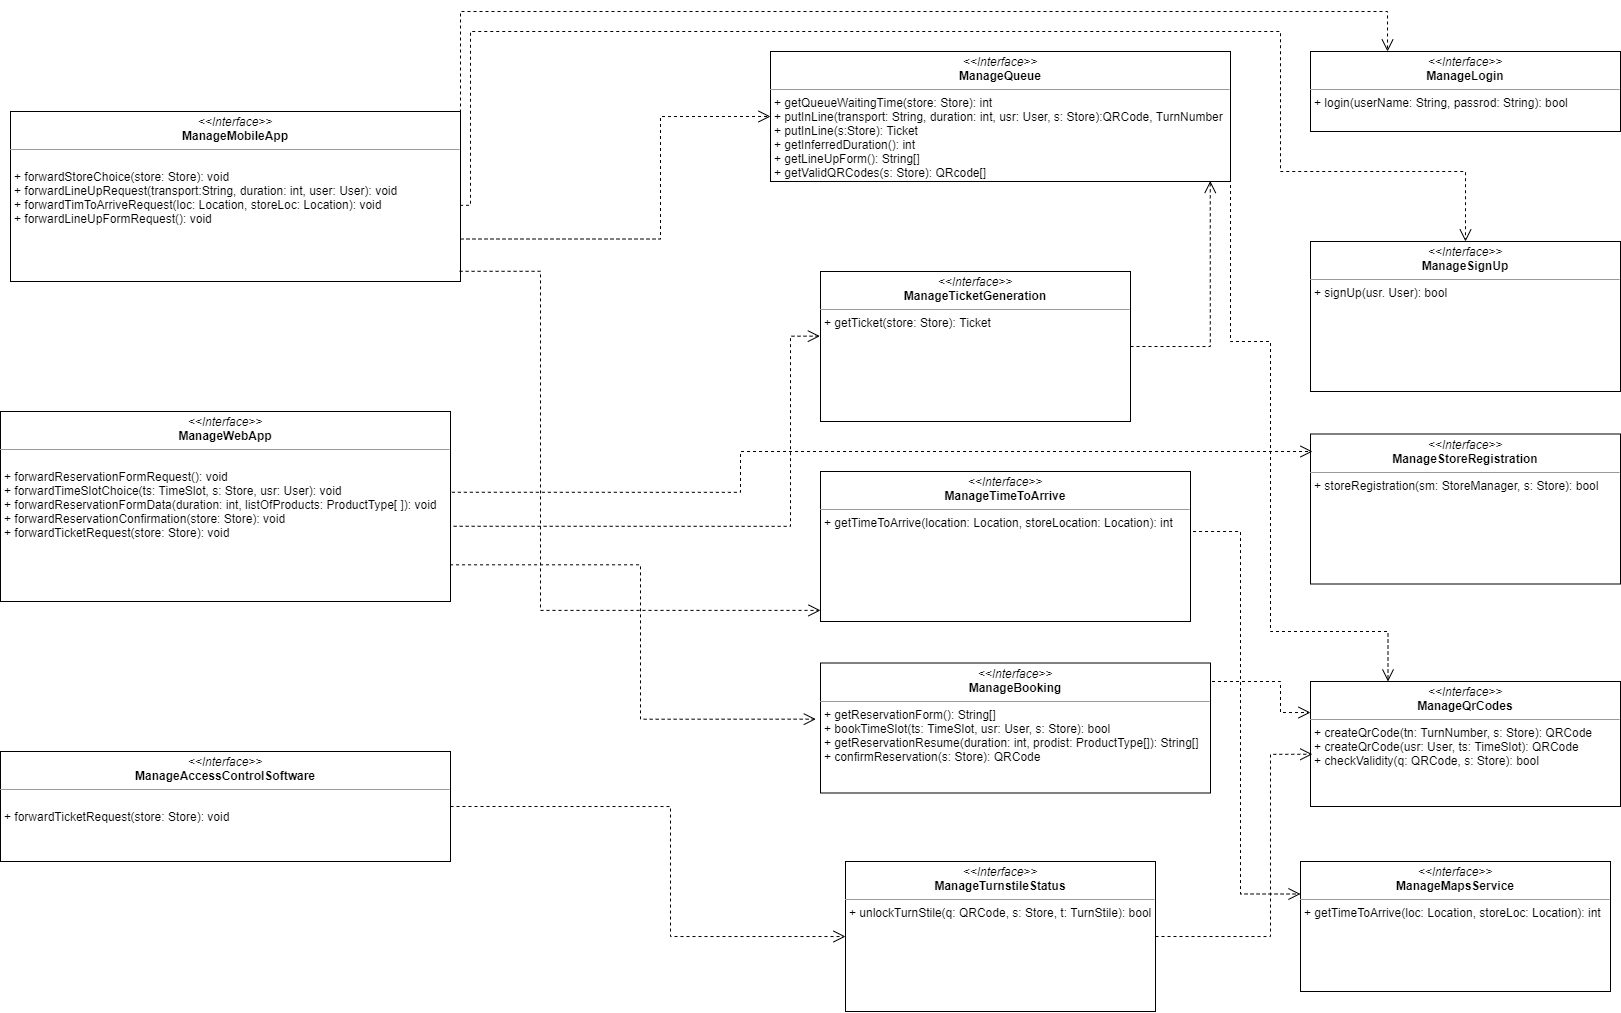 <<Interface>>
ManageMobileApp
+ forwardStoreChoice(store: Store): void
+ forwardLineUpRequest(transport:String, duration: int, user: User): void
+ forwardTimToArriveRequest(loc: Location, storeLoc: Location): void
+ forwardLineUpFormRequest(): void
<<Interface>>
ManageQueue
+ getQueueWaitingTime(store: Store): int
+ putInLine(transport: String, duration: int, usr: User, s: Store):QRCode, TurnNumber
+ putInLine(s:Store): Ticket
+ getInferredDuration(): int
+ getLineUpForm(): String[]
+ getValidQRCodes(s: Store): QRcode[]
<<Interface>>
ManageLogin
+ login(userName: String, passrod: String): bool
<<Interface>>
ManageSignUp
+ signUp(usr. User): bool
<<Interface>>
ManageTicketGeneration
+ getTicket(store: Store): Ticket
<<Interface>>
ManageWebApp
+ forwardReservationFormRequest(): void
+ forwardTimeSlotChoice(ts: TimeSlot, s: Store, usr: User): void
+ forwardReservationFormData(duration: int, listOfProducts: ProductType[ ]): void
+ forwardReservationConfirmation(store: Store): void
+ forwardTicketRequest(store: Store): void
<<Interface>>
ManageStoreRegistration
+ storeRegistration(sm: StoreManager, s: Store): bool
<<Interface>>
ManageTimeToArrive
+ getTimeToArrive(location: Location, storeLocation: Location): int
<<Interface>>
ManageBooking
+ getReservationForm(): String[]
+ bookTimeSlot(ts: TimeSlot, usr: User, s: Store): bool
+ getReservationResume(duration: int, prodist: ProductType[]): String[]
+ confirmReservation(s: Store): QRCode
<<Interface>>
ManageQrCodes
+ createQrCode(tn: TurnNumber, s: Store): QRCode
+ createQrCode(usr: User, ts: TimeSlot): QRCode
+ checkValidity(q: QRCode, s: Store): bool
<<Interface>>
ManageAccessControlSoftware
+ forwardTicketRequest(store: Store): void
<<Interface>>
ManageTurnstileStatus
+ unlockTurnStile(q: QRCode, s: Store, t: TurnStile): bool
<<Interface>>
ManageMapsService
+ getTimeToArrive(loc: Location, storeLoc: Location): int